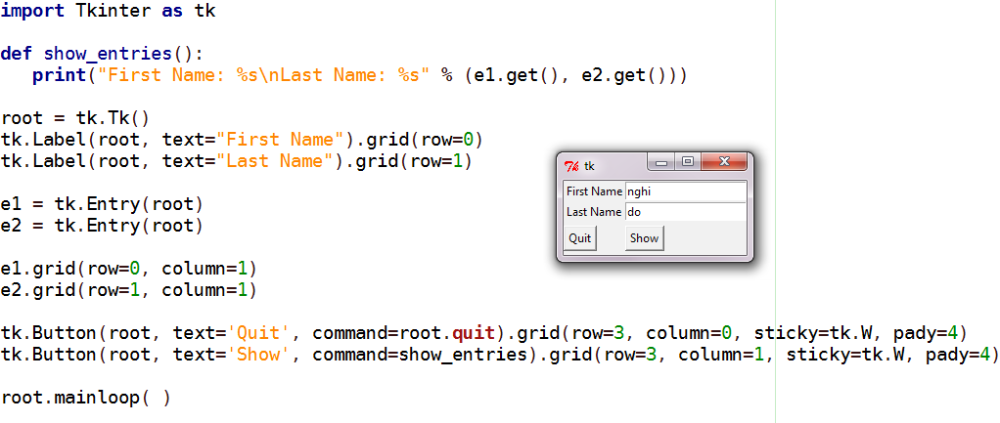 import Tkinter as tk
def show_entries():
   print("First Name: %s\nLast Name: %s" % (e1.get(), e2.get()))
root = tk.Tk()
tk.Label(root, text="First Name").grid(row=0)
tk.Label(root, text="Last Name").grid(row=1)
e1 = tk.Entry(root)
e2 = tk.Entry(root)
e1.grid(row=0, column=1)
e2.grid(row=1, column=1)
tk.Button(root, text='Quit', command=root.quit).grid(row=3, column=0, sticky=tk.W, pady=4)
tk.Button(root, text='Show', command=show_entries).grid(row=3, column=1, sticky=tk.W, pady=4)
root.mainloop( )
tk
First Name nghi
Last Name do
Quit Show